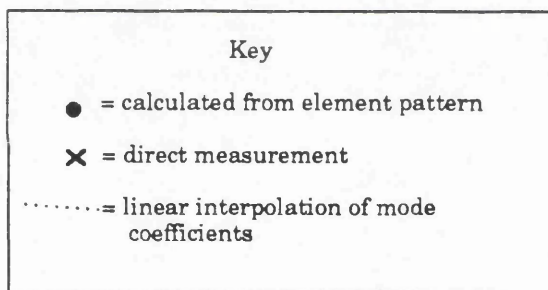 Key
● = calculated from element pattern
× = direct measurement
........= linear interpolation of mode
coefficients